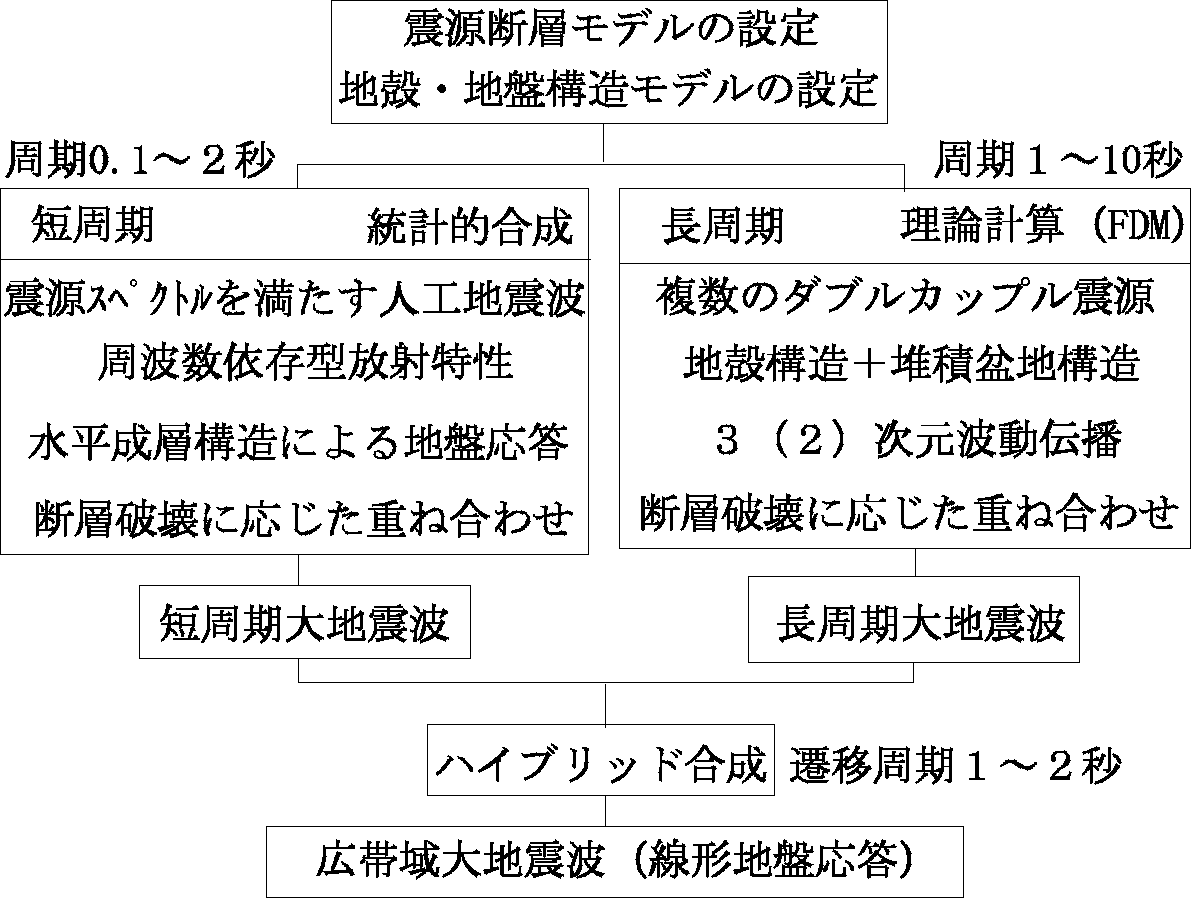 震源断層モデルの設定
地殻・地盤構造モデルの設定
周期0.1～２秒
周期１～10秒
短周期 統計的合成
震源ｽﾍﾟｸﾄﾙを満たす人工地震波
周波数依存型放射特性
水平成層構造による地盤応答
断層破壊に応じた重ね合わせ
長周期 理論計算 (FDM)
複数のダブルカップル震源
地殻構造＋堆積盆地構造
３（２）次元波動伝播
断層破壊に応じた重ね合わせ
短周期大地震波
長周期大地震波
ハイブリッド合成 遷移周期１～２秒
広帯域大地震波 (線形地盤応答)